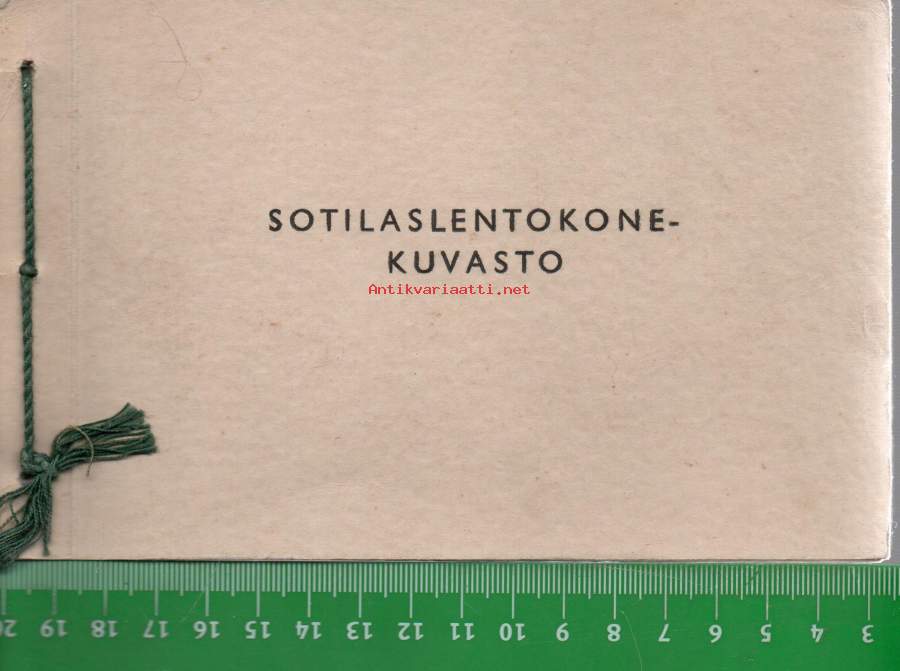 SOTILASLENTOKONE-
KUVASTO
Antikvariaatti.net
20 19 18 17 16 15 14 13 12 11 10 9 8 7 6 5 4 3